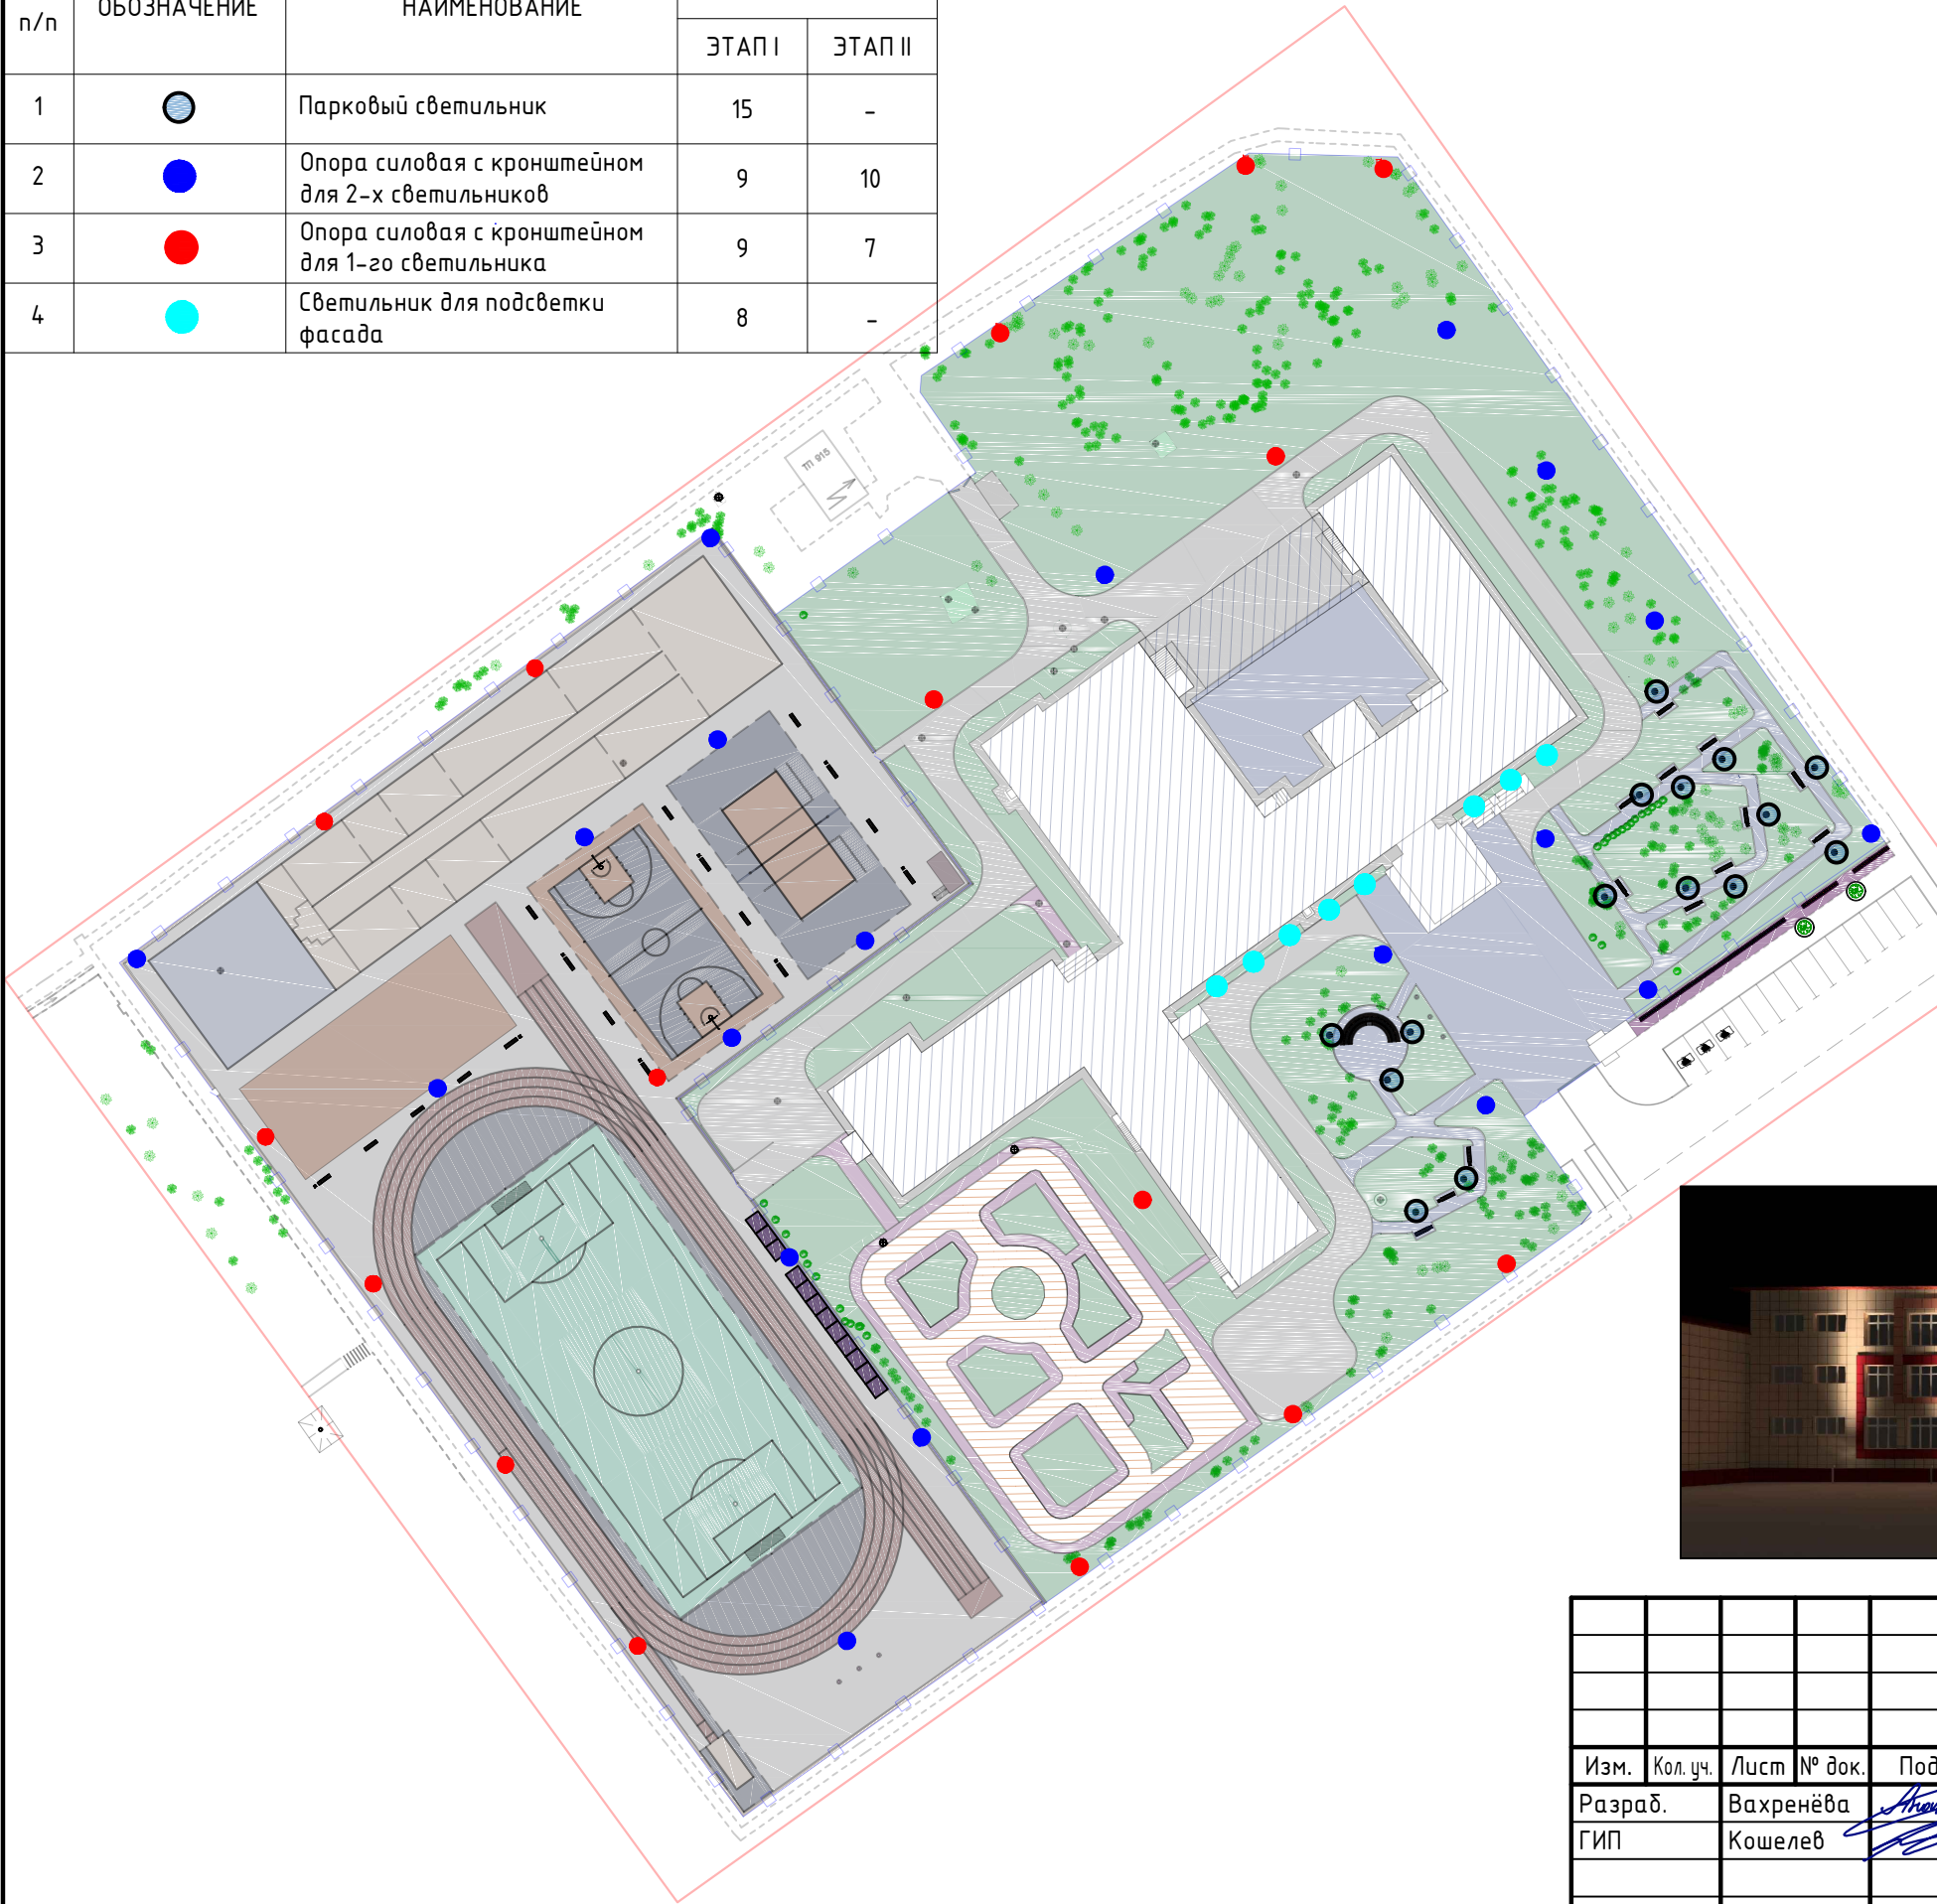 п/п
ОБОЗНАЧЕНИЕ
НАИМЕНОВАНИЕ
ЭТАП I
ЭТАП II
1
Парковый светильник
15
-
2
Опора силовая с кронштейном
для 2-х светильников
9
10
3
Опора силовая с кронштейном
для 1-го светильника
9
7
4
Светильник для подсветки
фасада
8
-
ТП 915
Изм.
Кол. уч.
Лист
№ док.
Под
Разраб.
Вахренёва
ГИП
Кошелев